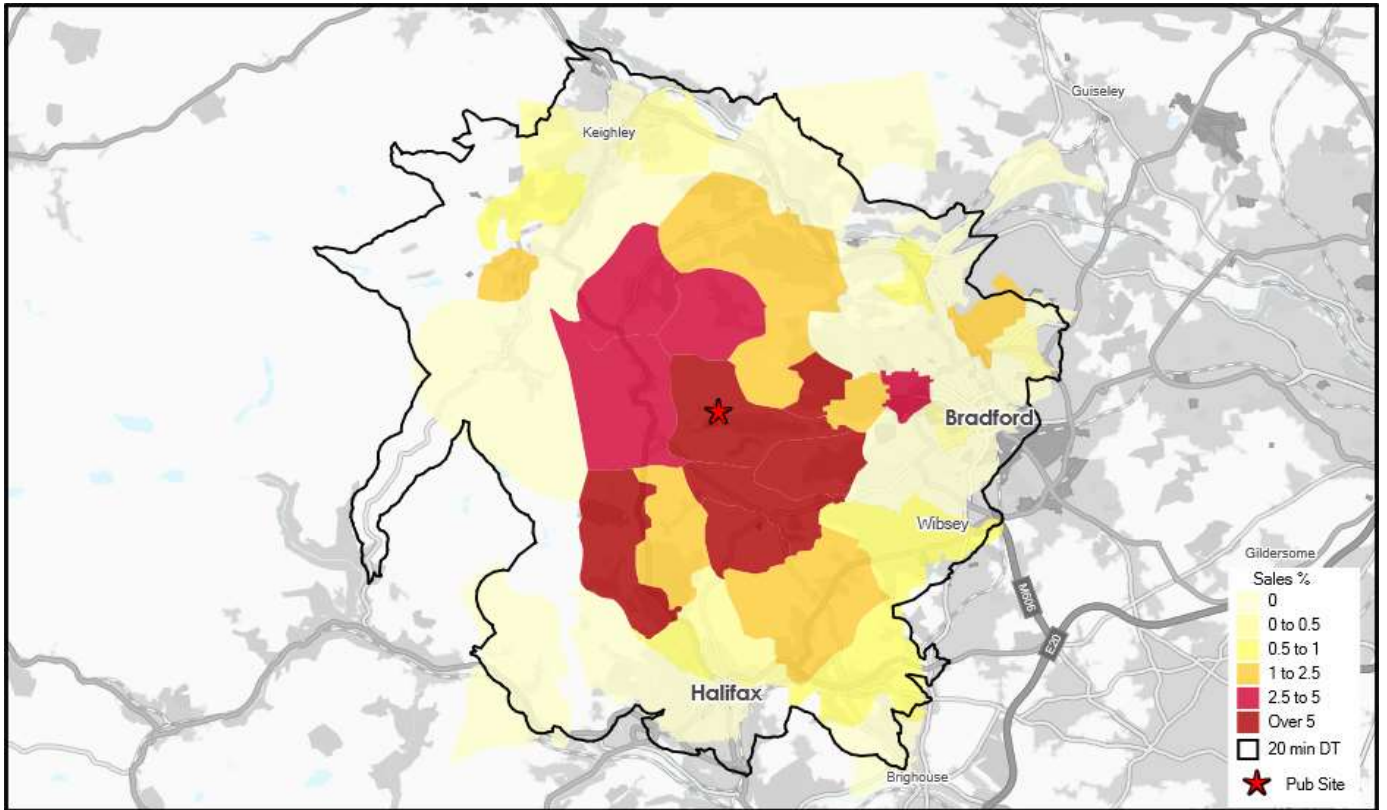 Guiseley
Keighley
Bradford
Wibsey
Gildersome
M606
E20
Halifax
Brighouse
Sales %
0
0 to 0.5
0.5 to 1
1 to 2.5
2.5 to 5
Over 5
20 min DT
Pub Site